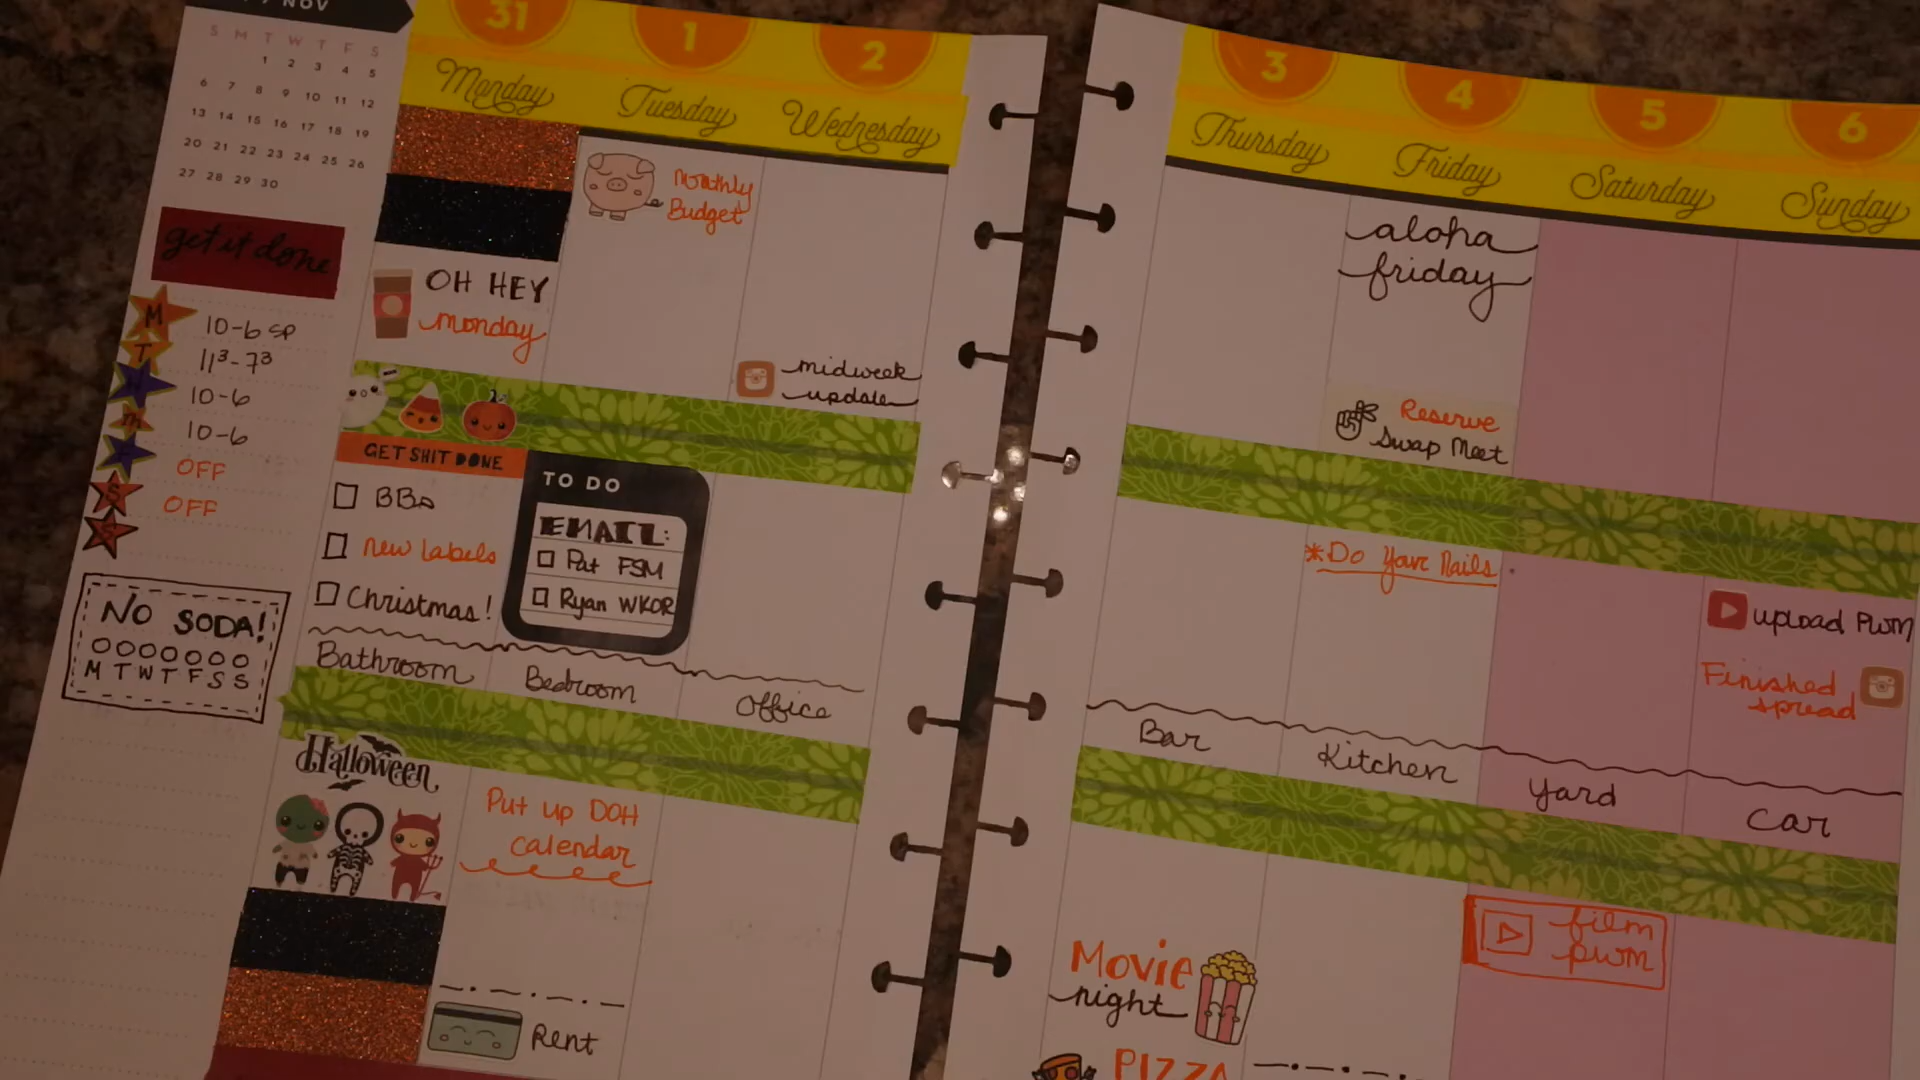 NOV
S M T W T F S
1 2 3 4 5
6 7 8 9 10 11 12
13 14 15 16 17 18 19
20 21 22 23 24 25 26
27 28 29 30
get it done
M 10-6 SP
T 11³-7³
10-6
10-6
OFF
S OFF
S
NO SODA!
OOOOOOO
M T W T F S S
31
Monday
OH HEY
monday
GET SHIT DONE
BBs
New Labels
Christmas!
Bathroom
Halloween
1
Tuesday
Monthly
Budget
TO DO
EMAIL:
Pat FSM
Ryan WKOR
Bedroom
Put up DOH
calendar
Rent
2
Wednesday
midweek
update
Office
3
Thursday
Bar
Movie
night
PIZZA
4
Friday
aloha
friday
Reserve
Swap Meet
*Do Your Nails
Kitchen
5
Saturday
Yard
film
pwm
6
Sunday
upload PWM
Finished
spread
Car